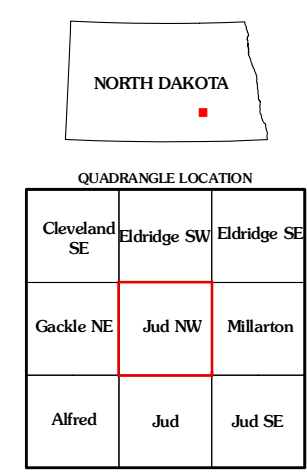 NORTH DAKOTA
QUADRANGLE LOCATION
Cleveland
SE
Eldridge SW
Eldridge SE
Gackle NE
Jud NW
Millarton
Alfred
Jud
Jud SE